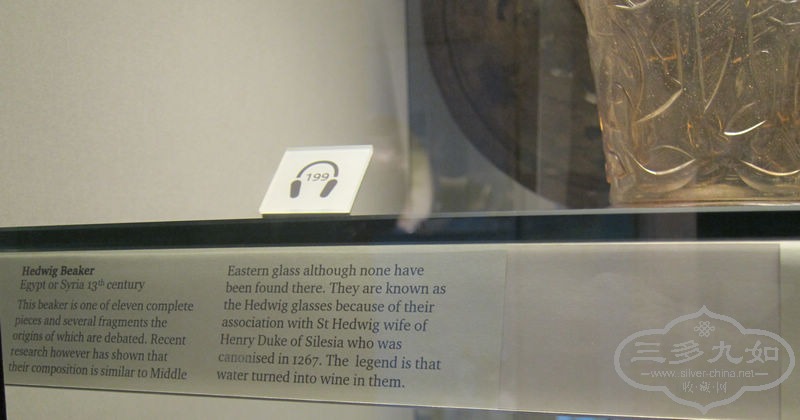 199
Hedwig Beaker
Egypt or Syria 13th century
This beaker is one of eleven complete
pieces and several fragments the
origins of which are debated. Recent
research however has shown that
their composition is similar to Middle
Eastern glass although none have
been found there. They are known as
the Hedwig glasses because of their
association with St Hedwig wife of
Henry Duke of Silesia who was
canonised in 1267. The legend is that
water turned into wine in them.
三多九如
www.silver-china.net
收藏网